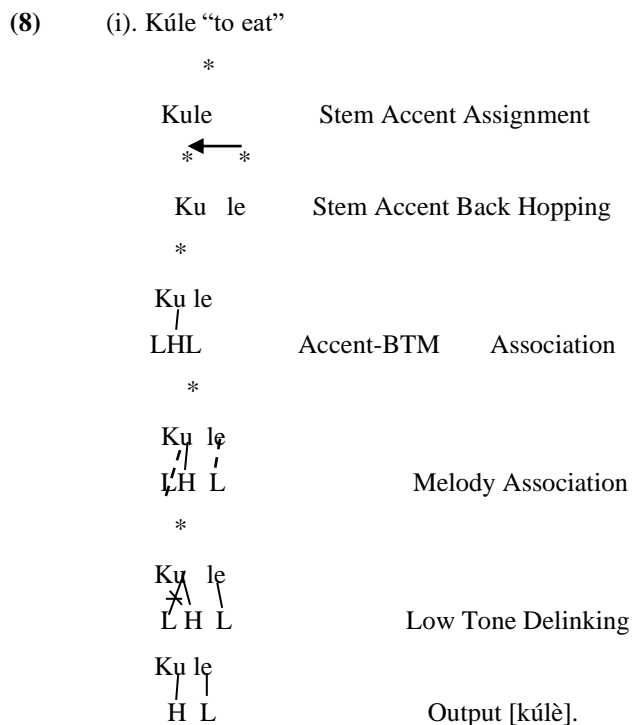 (8) (i). Kúle “to eat”
*
Kule Stem Accent Assignment
* *
Ku le Stem Accent Back Hopping
*
Ku le
LHL Accent-BTM Association
*
Ku le
LH L Melody Association
*
Ku le
L H L Low Tone Delinking
Ku le
H L Output [kúlè].